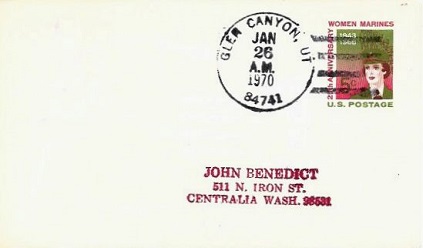 GLEN CANYON, UT
JAN
26
A.M.
1970
84741
WOMEN MARINES
1943
1968
25th ANNIVERSARY
5c
U.S. POSTAGE
JOHN BENEDICT
511 N. IRON ST.
CENTRALIA WASH. 98531